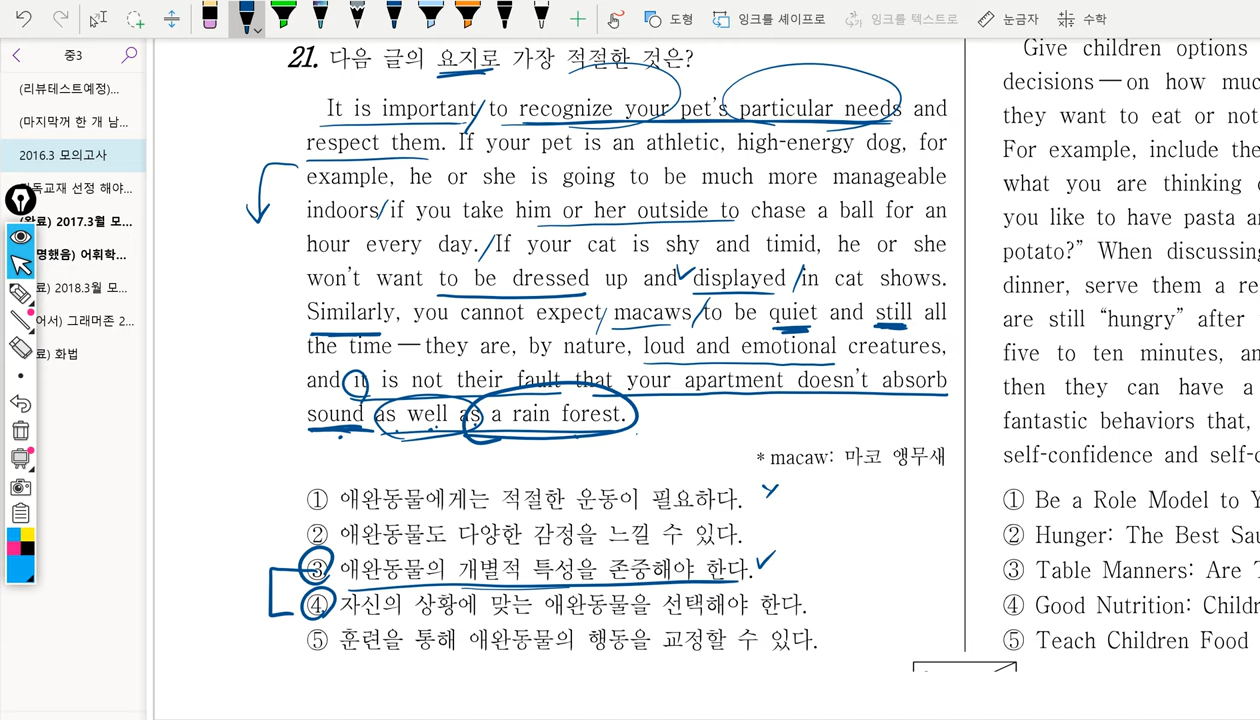 도형
잉크를 셰이프로
잉크를 텍스트로
눈금자
수학
중3
(리뷰테스트예정)...
(마지막꺼 한 개 남...
2016.3 모의고사
독교재 선정 해야...
2017.3월 모...
명했음) 어휘학...
료) 2018.3월 모...
어서) 그래머존 2...
료) 화법
21. 다음 글의 요지로 가장 적절한 것은?
It is important to recognize your pet's particular needs and
respect them. If your pet is an athletic, high-energy dog, for
example, he or she is going to be much more manageable
indoors if you take him or her outside to chase a ball for an
hour every day. If your cat is shy and timid, he or she
won't want to be dressed up and displayed in cat shows.
Similarly, you cannot expect macaws to be quiet and still all
the time — they are, by nature, loud and emotional creatures,
and it is not their fault that your apartment doesn't absorb
sound as well as a rain forest.
* macaw: 마코 앵무새
① 애완동물에게는 적절한 운동이 필요하다.
② 애완동물도 다양한 감정을 느낄 수 있다.
③ 애완동물의 개별적 특성을 존중해야 한다.
④ 자신의 상황에 맞는 애완동물을 선택해야 한다.
⑤ 훈련을 통해 애완동물의 행동을 교정할 수 있다.
Give children options
decisions — on how muc
they want to eat or not
For example, include the
what you are thinking
you like to have pasta
potato?" When discussing
dinner, serve them a re
are still "hungry" after
five to ten minutes, an
then they can have a
fantastic behaviors that,
self-confidence and self-c
① Be a Role Model to Y
② Hunger: The Best Sau
③ Table Manners: Are T
④ Good Nutrition: Childr
⑤ Teach Children Food